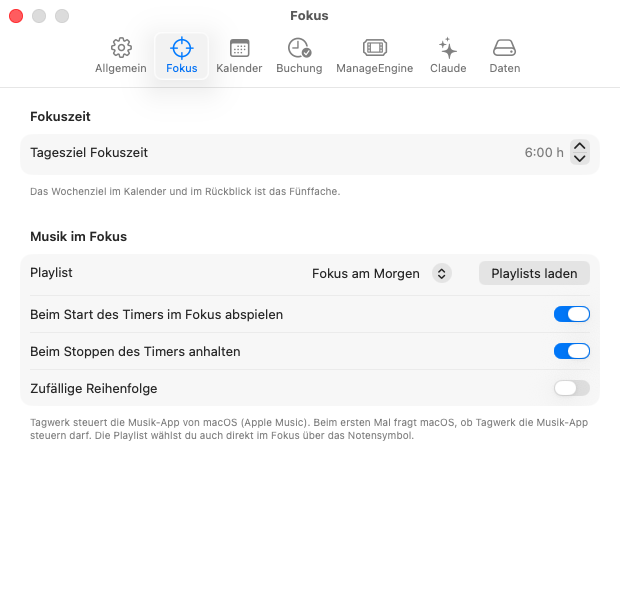 Fokus
Allgemein
Fokus
Kalender
Buchung
ManageEngine
Claude
Daten
Fokuszeit
Tagesziel Fokuszeit
6:00 h
Das Wochenziel im Kalender und im Rückblick ist das Fünffache.
Musik im Fokus
Playlist
Fokus am Morgen
Playlists laden
Beim Start des Timers im Fokus abspielen
Beim Stoppen des Timers anhalten
Zufällige Reihenfolge
Tagwerk steuert die Musik-App von macOS (Apple Music). Beim ersten Mal fragt macOS, ob Tagwerk die Musik-App
steuern darf. Die Playlist wählst du auch direkt im Fokus über das Notensymbol.